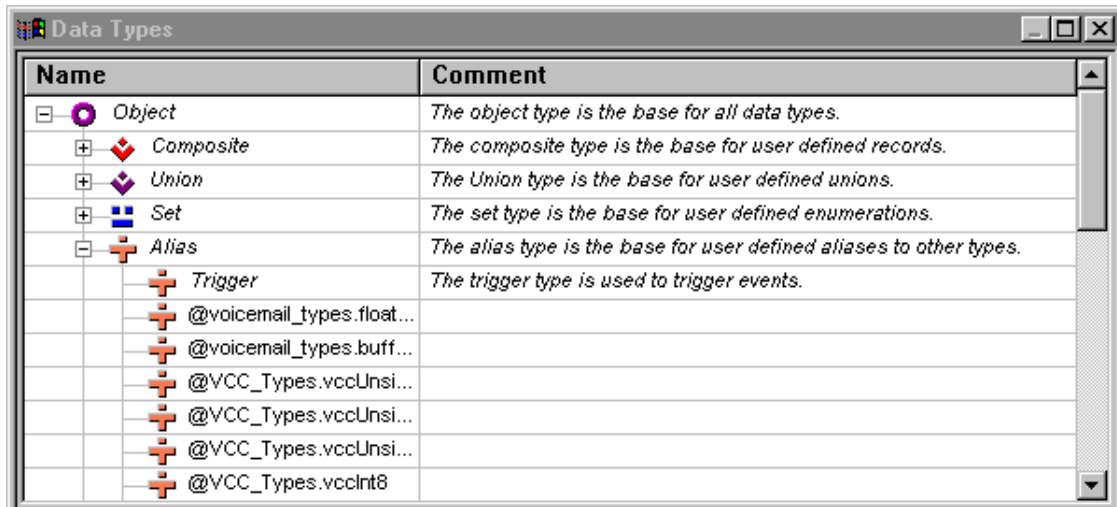 Data Types
Name Comment
Object The object type is the base for all data types.
Composite The composite type is the base for user defined records.
Union The Union type is the base for user defined unions.
Set The set type is the base for user defined enumerations.
Alias The alias type is the base for user defined aliases to other types.
Trigger The trigger type is used to trigger events.
@voicemail_types.float...
@voicemail_types.buff...
@VCC_Types.vccUnsi...
@VCC_Types.vccUnsi...
@VCC_Types.vccUnsi...
@VCC_Types.vccInt8